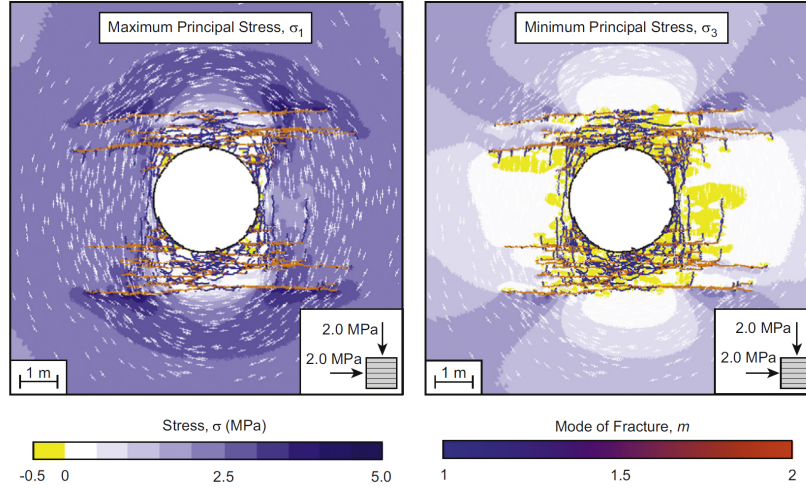 Maximum Principal Stress, σ1
Minimum Principal Stress, σ3
2.0 MPa
2.0 MPa
1 m
2.0 MPa
2.0 MPa
1 m
Stress, σ (MPa)
-0.5 0 2.5 5.0
Mode of Fracture, m
1 1.5 2